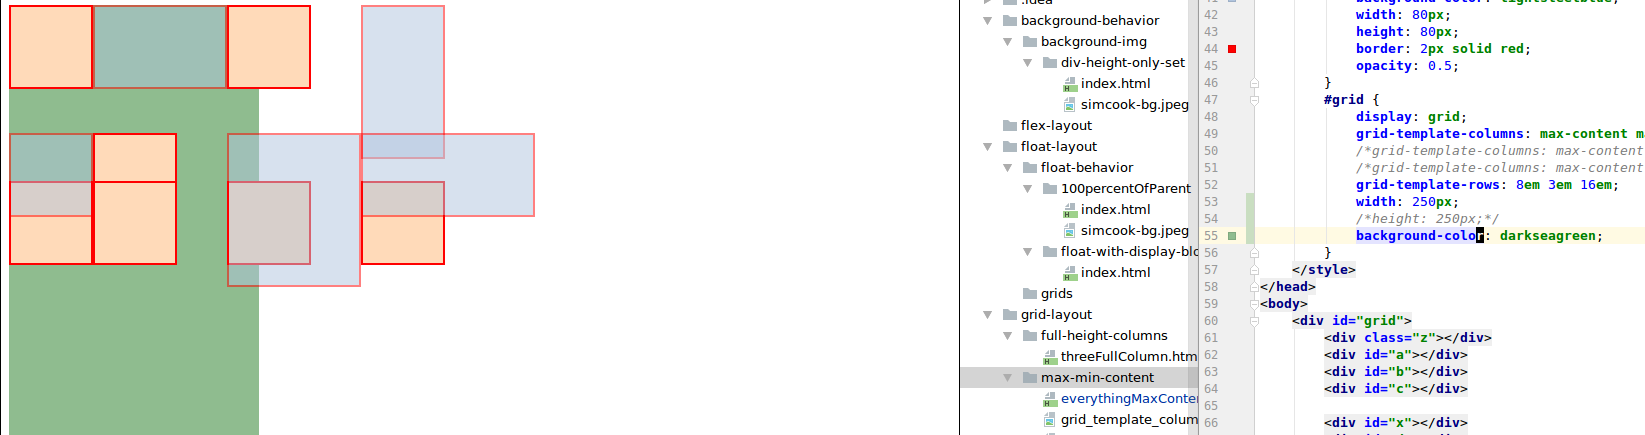 .idea
background-behavior
background-img
div-height-only-set
index.html
simcook-bg.jpeg
flex-layout
float-layout
float-behavior
100percentOfParent
index.html
simcook-bg.jpeg
float-with-display-blo
index.html
grids
grid-layout
full-height-columns
threeFullColumn.htm
max-min-content
everythingMaxConte
grid_template_colum
41 background-color: lightsteelblue;
42 width: 80px;
43 height: 80px;
44 border: 2px solid red;
45 opacity: 0.5;
46 }
47 #grid {
48 display: grid;
49 grid-template-columns: max-content m
50 /*grid-template-columns: max-content
51 /*grid-template-columns: max-content
52 grid-template-rows: 8em 3em 16em;
53 width: 250px;
54 /*height: 250px;*/
55 background-color: darkseagreen;
56 }
57 </style>
58 </head>
59 <body>
60 <div id="grid">
61 <div class="z"></div>
62 <div id="a"></div>
63 <div id="b"></div>
64 <div id="c"></div>
65
66 <div id="x"></div>